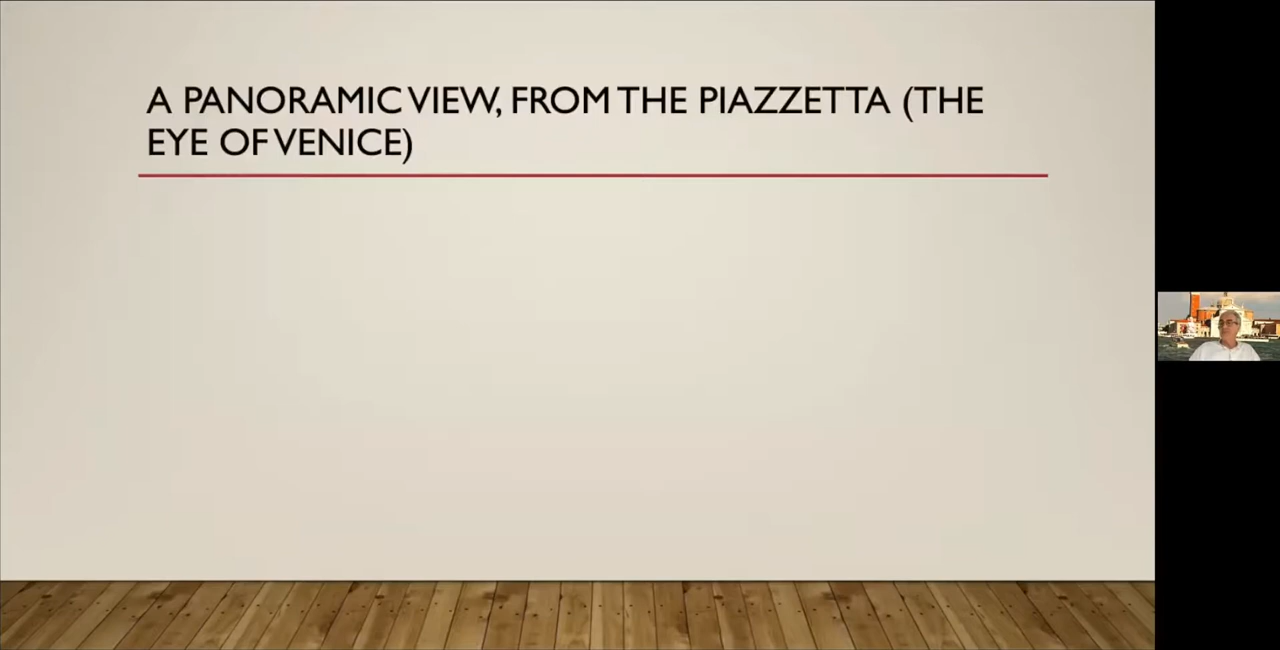 A PANORAMIC VIEW, FROM THE PIAZZETTA (THE
EYE OF VENICE)